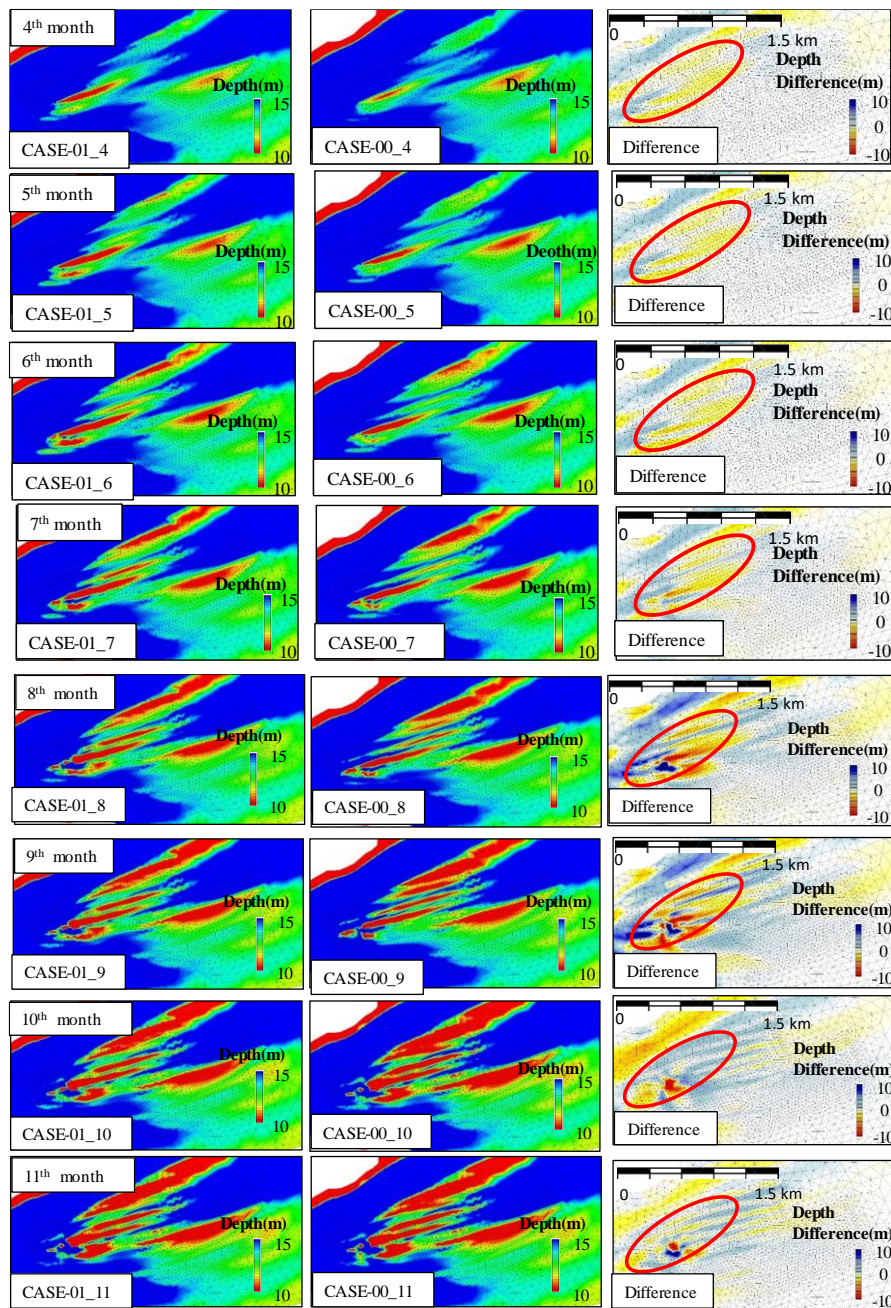 4th month
Depth(m)
15
10
CASE-01_4
Depth(m)
15
10
CASE-00_4
0
1.5 km
Depth
Difference(m)
10
0
-10
Difference
5th month
Depth(m)
15
10
CASE-01_5
Deoth(m)
15
10
CASE-00_5
0
1.5 km
Depth
Difference(m)
10
0
-10
Difference
6th month
Depth(m)
15
10
CASE-01_6
Depth(m)
15
10
CASE-00_6
0
1.5 km
Depth
Difference(m)
10
0
-10
Difference
7th month
Depth(m)
15
10
CASE-01_7
Depth(m)
15
10
CASE-00_7
0
1.5 km
Depth
Difference(m)
10
0
-10
Difference
8th month
Depth(m)
15
10
CASE-01_8
Depth(m)
15
10
CASE-00_8
0
1.5 km
Depth
Difference(m)
10
0
-10
Difference
9th month
Depth(m)
15
10
CASE-01_9
Depth(m)
15
10
CASE-00_9
0
1.5 km
Depth
Difference(m)
10
0
-10
Difference
10th month
Depth(m)
15
10
CASE-01_10
Depth(m)
15
10
CASE-00_10
0
1.5 km
Depth
Difference(m)
10
0
-10
Difference
11th month
Depth(m)
15
10
CASE-01_11
Depth(m)
15
10
CASE-00_11
0
1.5 km
Depth
Difference(m)
10
0
-10
Difference